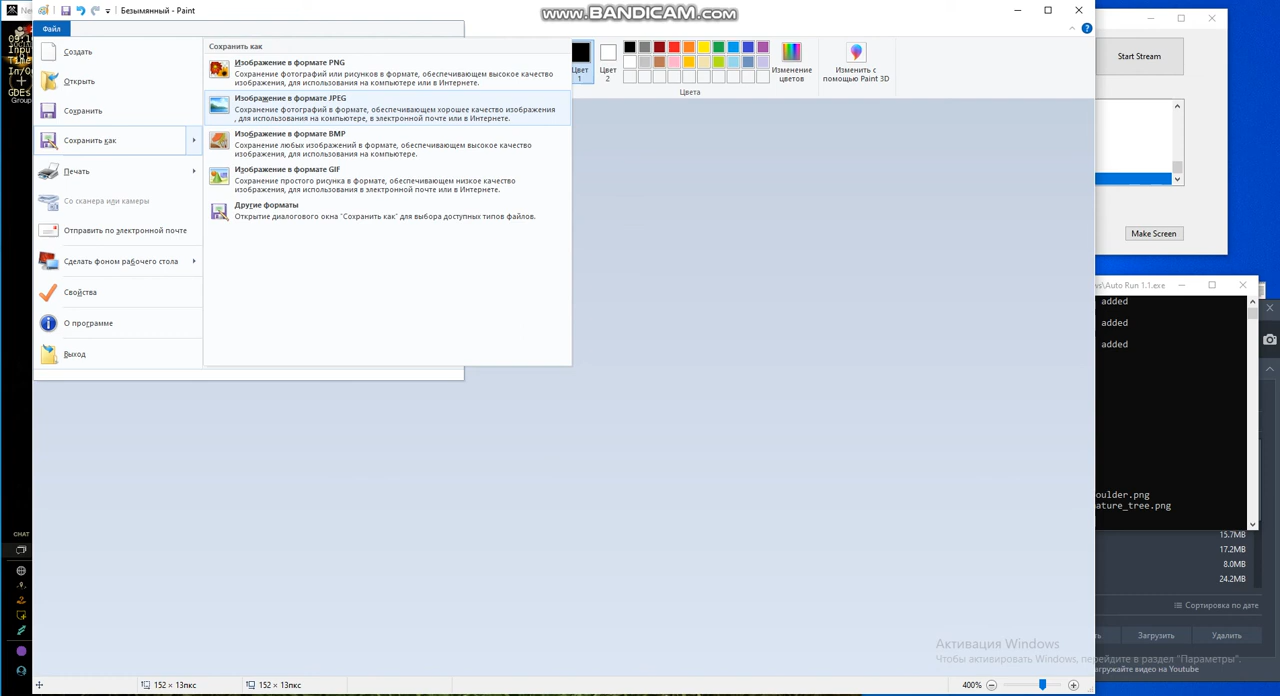 www.BANDICAM.com
Безымянный - Paint
Файл
Создать
Открыть
Сохранить
Сохранить как
Печать
Со сканера или камеры
Отправить по электронной почте
Сделать фоном рабочего стола
Свойства
О программе
Выход
Сохранить как
Изображение в формате PNG
Сохранение фотографий или рисунков в формате, обеспечивающем высокое качество
изображения, для использования на компьютере или в Интернете.
Изображение в формате JPEG
Сохранение фотографий в формате, обеспечивающем хорошее качество изображения
, для использования на компьютере, в электронной почте или в Интернете.
Изображение в формате BMP
Сохранение любых изображений в формате, обеспечивающем высокое качество
изображения, для использования на компьютере.
Изображение в формате GIF
Сохранение простого рисунка в формате, обеспечивающем низкое качество
изображения, для использования в электронной почте или в Интернете.
Другие форматы
Открытие диалогового окна "Сохранить как" для выбора доступных типов файлов.
Цвет
1
Цвет
2
Изменение
цветов
Изменить с
помощью Paint 3D
Цвета
Start Stream
Make Screen
Auto Run 1.1.exe
added
added
added
oulder.png
ature_tree.png
15.7MB
17.2MB
8.0MB
24.2MB
Сортировка по дате
Загрузить
Удалить
Активация Windows
Чтобы активировать Windows, перейдите в раздел "Параметры".
агружайте видео на Youtube
152 × 13пкс
152 × 13пкс
400%
Group
CHAT